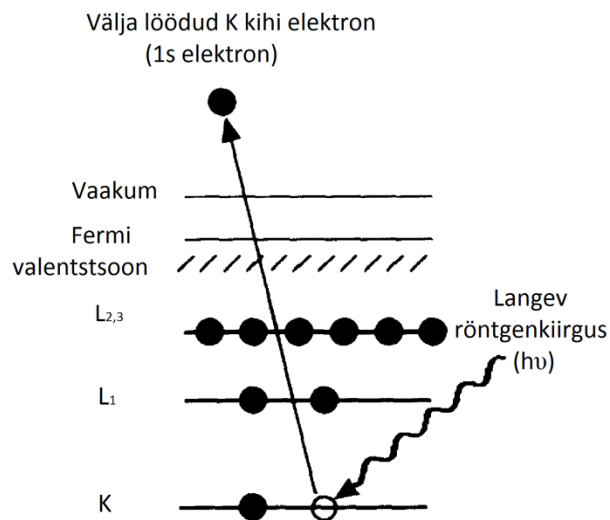 Välja löödud K kihi elektron
(1s elektron)
Vaakum
Fermi
valentstsoon
L2,3
Langev
röntgenkiirgus
(hυ)
L1
K